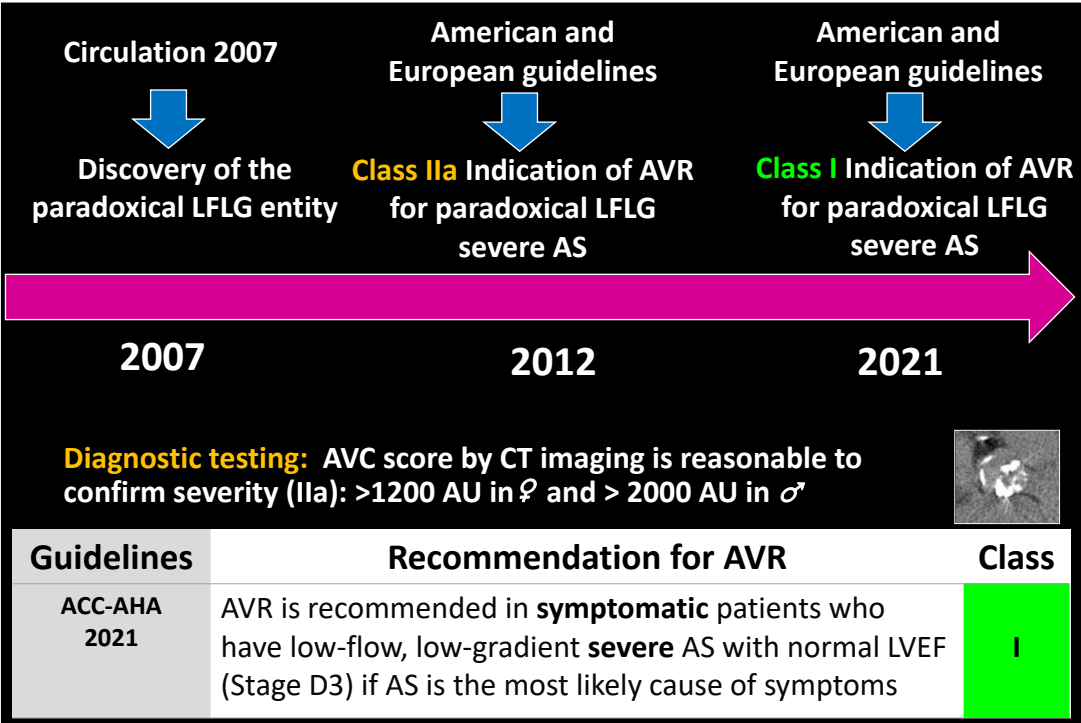 Circulation 2007
Discovery of the
paradoxical LFLG entity
American and
European guidelines
Class IIa Indication of AVR
for paradoxical LFLG
severe AS
American and
European guidelines
Class I Indication of AVR
for paradoxical LFLG
severe AS
2007
2012
2021
Diagnostic testing: AVC score by CT imaging is reasonable to
confirm severity (IIa): >1200 AU in ♀ and > 2000 AU in ♂
Guidelines
Recommendation for AVR
Class
ACC-AHA
2021
AVR is recommended in symptomatic patients who
have low-flow, low-gradient severe AS with normal LVEF
(Stage D3) if AS is the most likely cause of symptoms
I